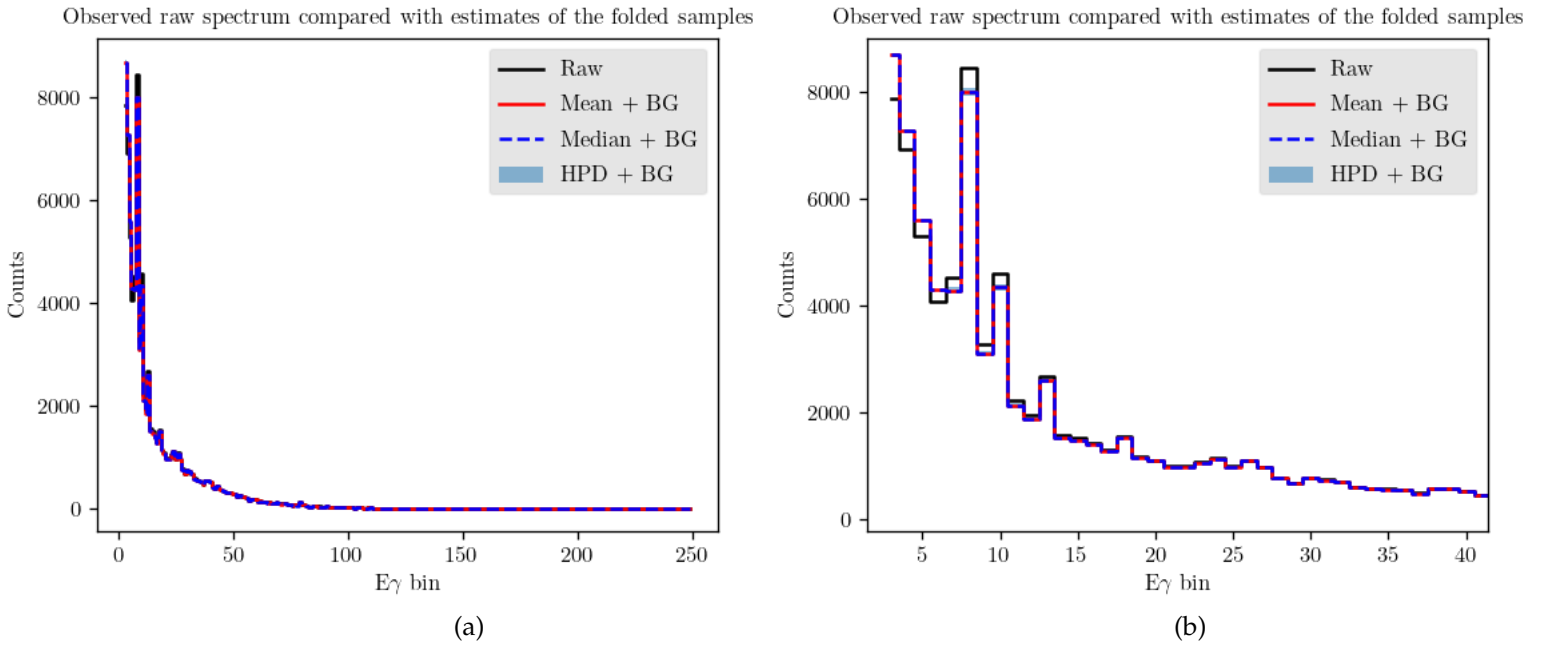 Observed raw spectrum compared with estimates of the folded samples
Counts
8000
6000
4000
2000
0
Raw
Mean + BG
Median + BG
HPD + BG
0 50 100 150 200 250
Eγ bin
(a)
Observed raw spectrum compared with estimates of the folded samples
Counts
8000
6000
4000
2000
0
Raw
Mean + BG
Median + BG
HPD + BG
5 10 15 20 25 30 35 40
Eγ bin
(b)